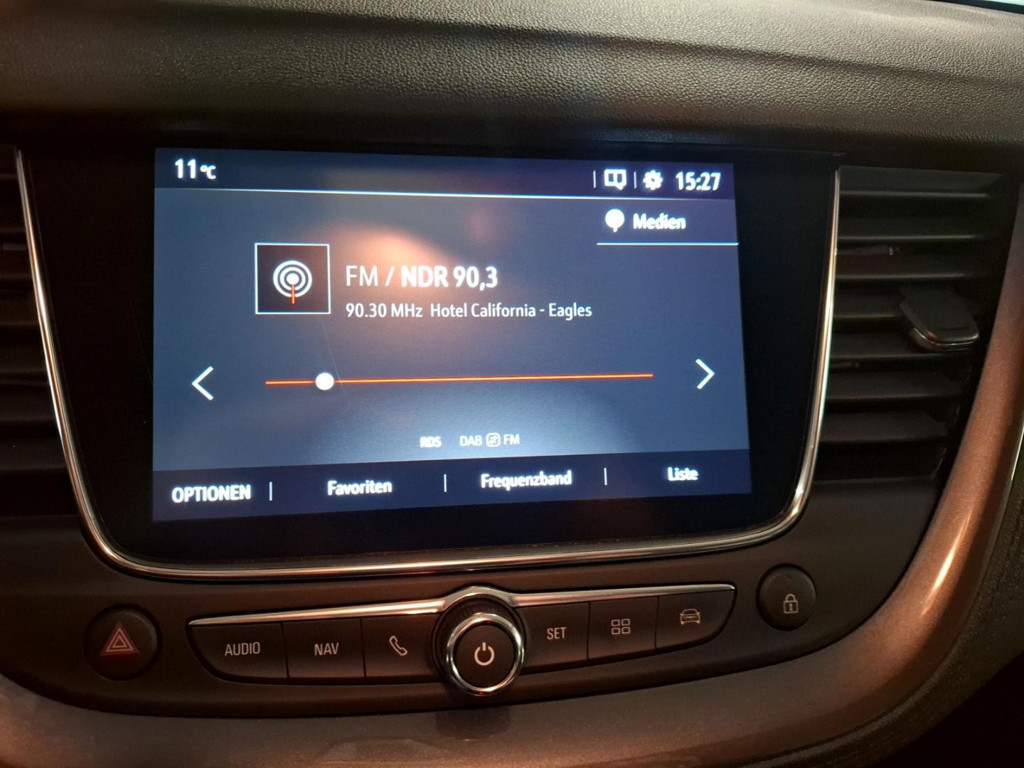 11°C
15:27
Medien
FM / NDR 90,3
90.30 MHz Hotel California - Eagles
RDS DAB FM
OPTIONEN | Favoriten | Frequenzband | Liste
AUDIO NAV SET